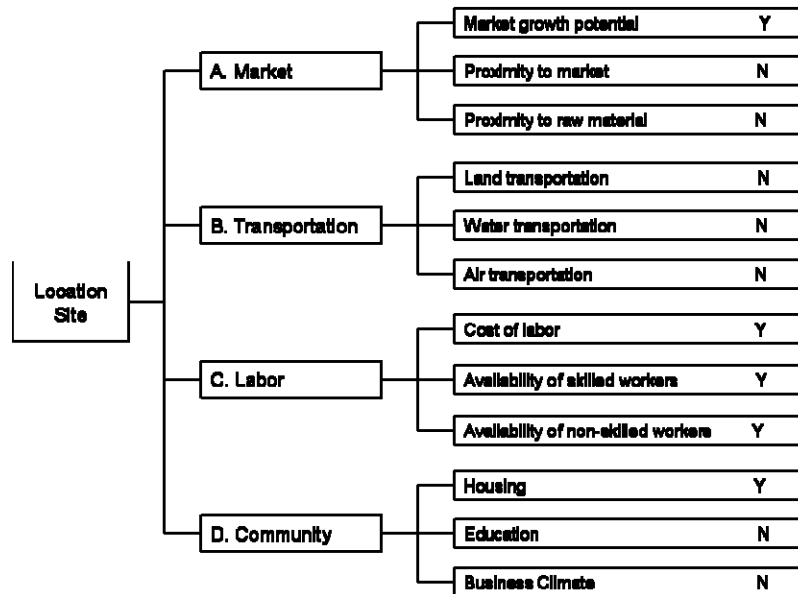 Market growth potential Y
A. Market
Proximity to market N
Proximity to raw material N
Land transportation N
B. Transportation
Water transportation N
Air transportation N
Location
Site
Cost of labor Y
C. Labor
Availability of skilled workers Y
Availability of non-skilled workers Y
Housing Y
D. Community
Education N
Business Climate N